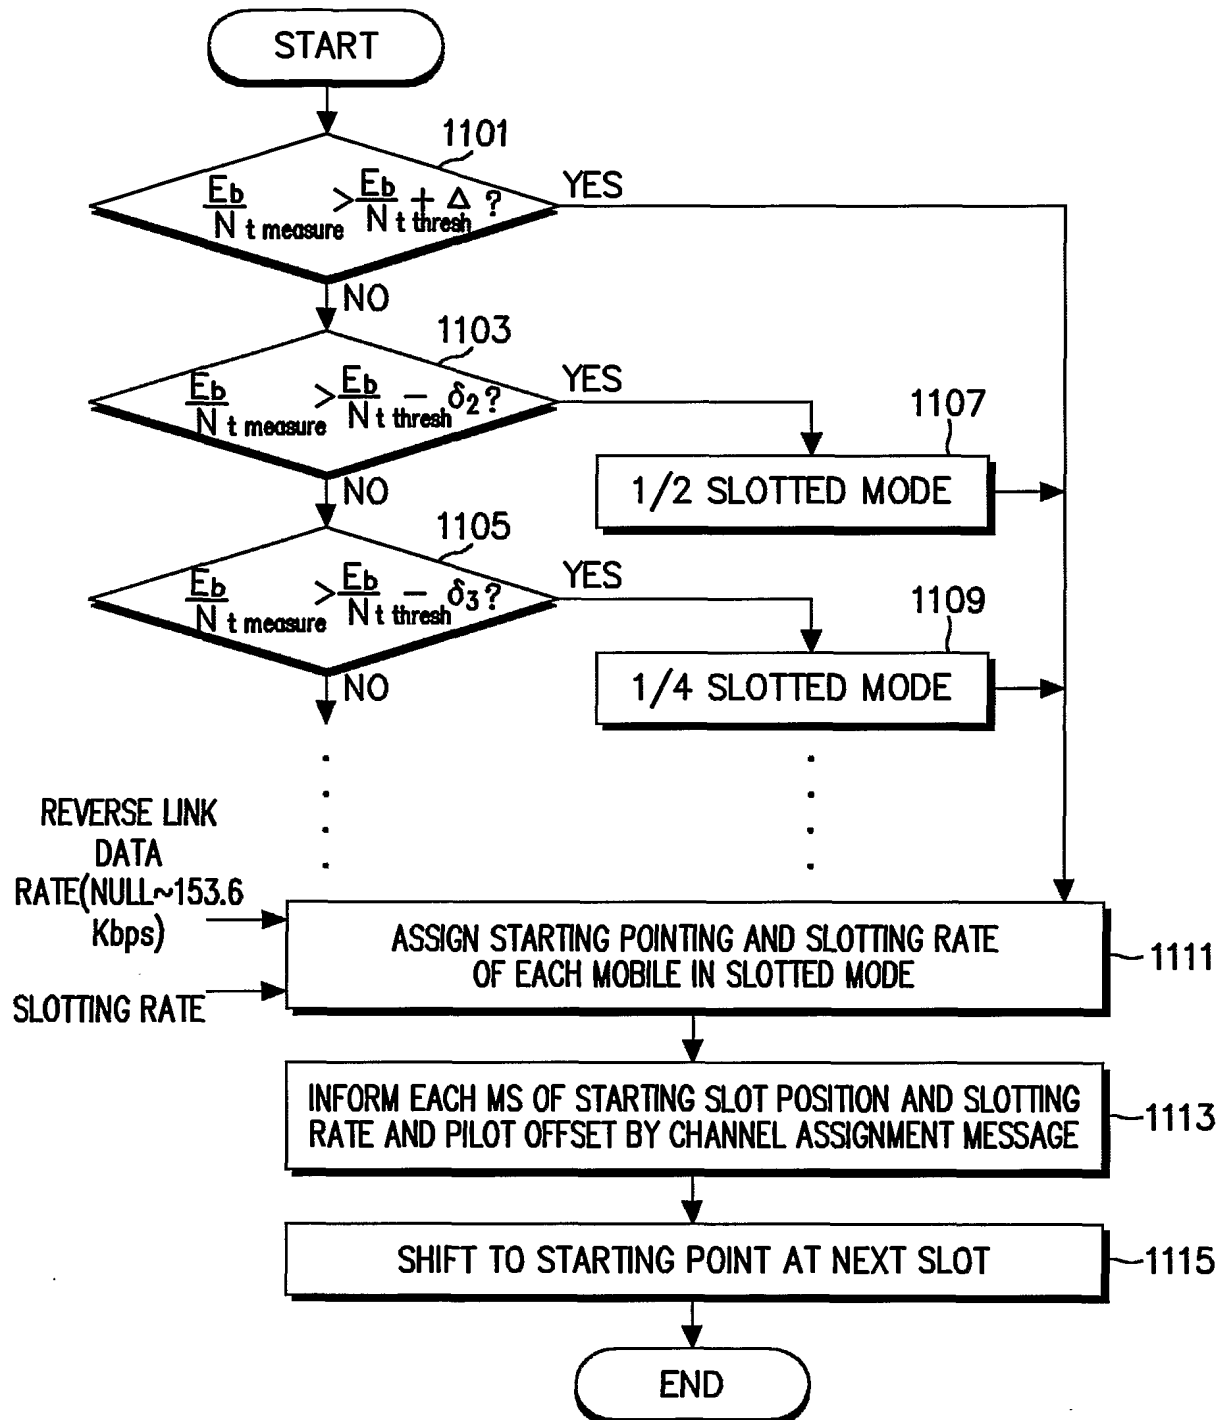 START
1101
Eb/Nt measure > Eb/Nt thresh + Δ ?
YES
NO
1103
Eb/Nt measure > Eb/Nt thresh − δ2?
YES
1107
1/2 SLOTTED MODE
NO
1105
Eb/Nt measure > Eb/Nt thresh − δ3?
YES
1109
1/4 SLOTTED MODE
NO
REVERSE LINK
DATA
RATE(NULL~153.6
Kbps)
SLOTTING RATE
ASSIGN STARTING POINTING AND SLOTTING RATE
OF EACH MOBILE IN SLOTTED MODE
1111
INFORM EACH MS OF STARTING SLOT POSITION AND SLOTTING
RATE AND PILOT OFFSET BY CHANNEL ASSIGNMENT MESSAGE
1113
SHIFT TO STARTING POINT AT NEXT SLOT
1115
END